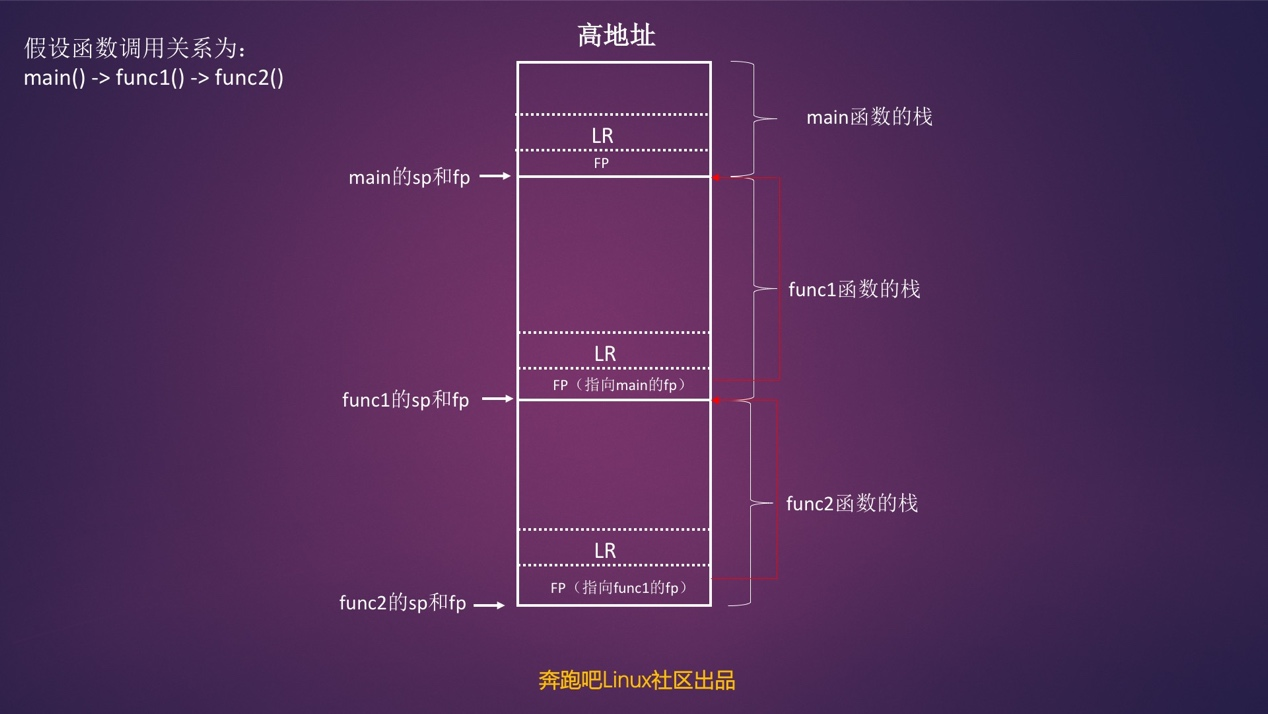 假设函数调用关系为：
main() -> func1() -> func2()
高地址
LR
FP
main的sp和fp
main函数的栈
func1函数的栈
LR
FP（指向main的fp）
func1的sp和fp
func2函数的栈
LR
FP（指向func1的fp）
func2的sp和fp
奔跑吧Linux社区出品